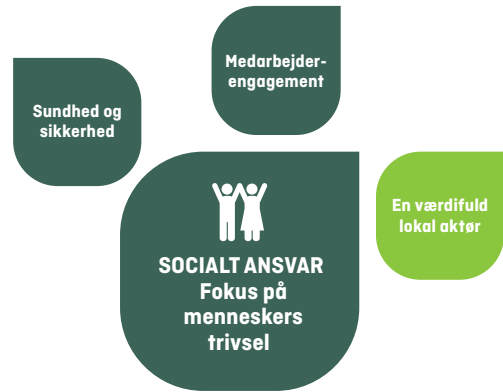 Medarbejder-
engagement
Sundhed og
sikkerhed
En værdifuld
lokal aktør
SOCIALT ANSVAR
Fokus på
menneskers
trivsel